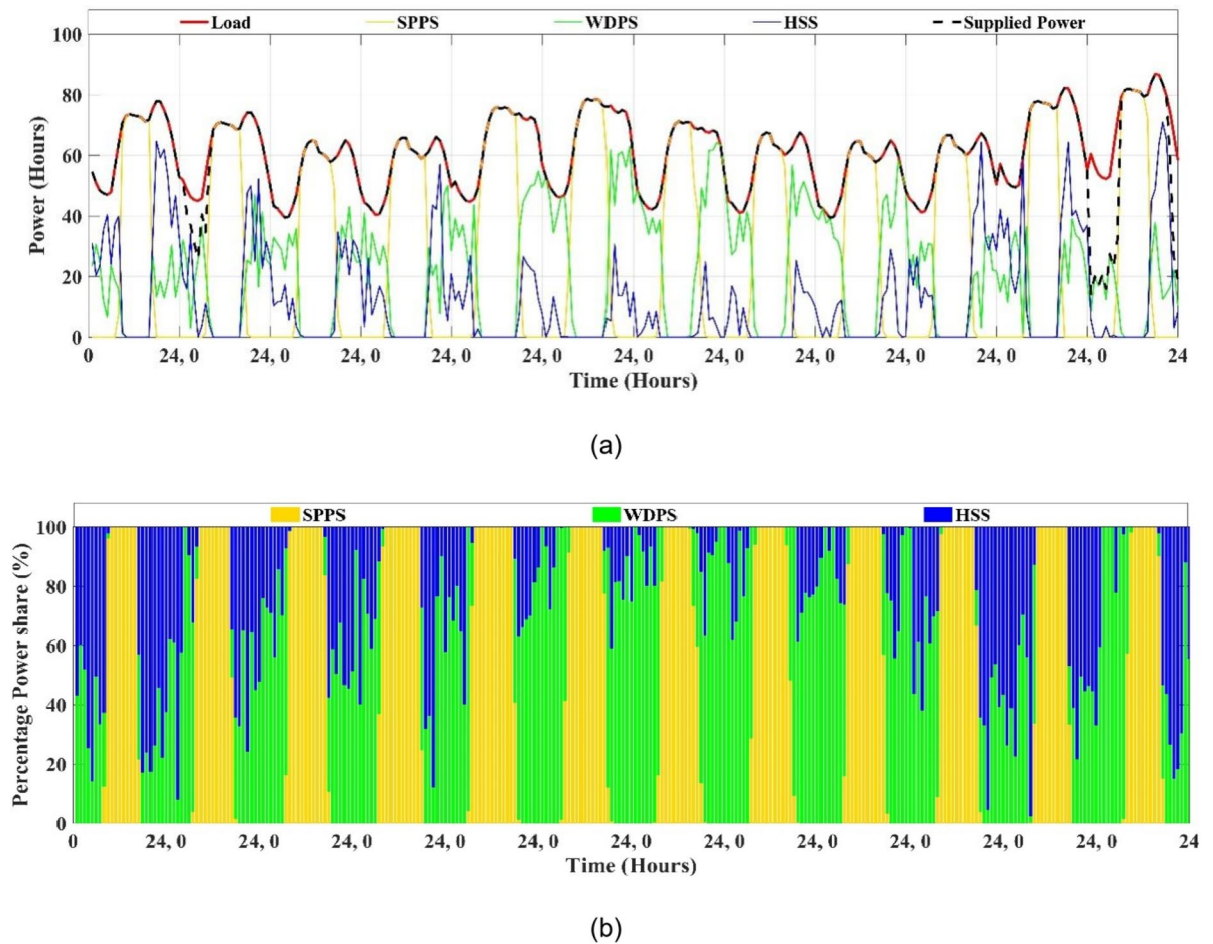 Load SPPS WDPS HSS Supplied Power
100
80
60
40
20
0
Power (Hours)
0 24, 0 24, 0 24, 0 24, 0 24, 0 24, 0 24, 0 24, 0 24, 0 24, 0 24, 0 24
Time (Hours)
(a)
SPPS WDPS HSS
100
80
60
40
20
0
Percentage Power share (%)
0 24, 0 24, 0 24, 0 24, 0 24, 0 24, 0 24, 0 24, 0 24, 0 24, 0 24, 0 24
Time (Hours)
(b)